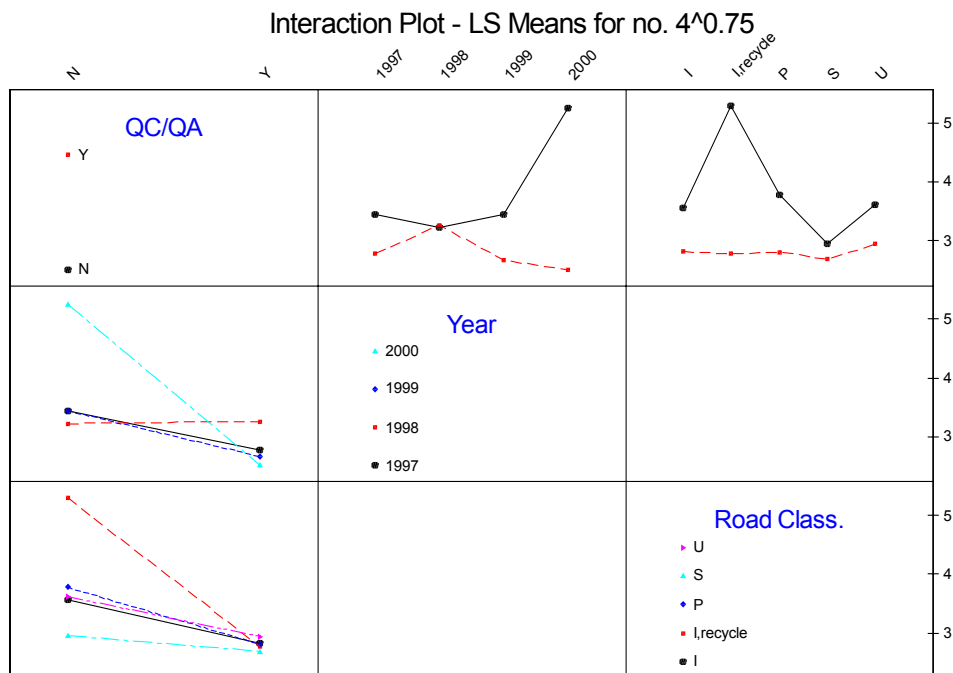 Interaction Plot - LS Means for no. 4^0.75
N Y 1997 1998 1999 2000 I I,recycle P S U
QC/QA
Y
N
5
4
3
Year
2000
1999
1998
1997
5
4
3
Road Class.
U
S
P
I,recycle
I
5
4
3